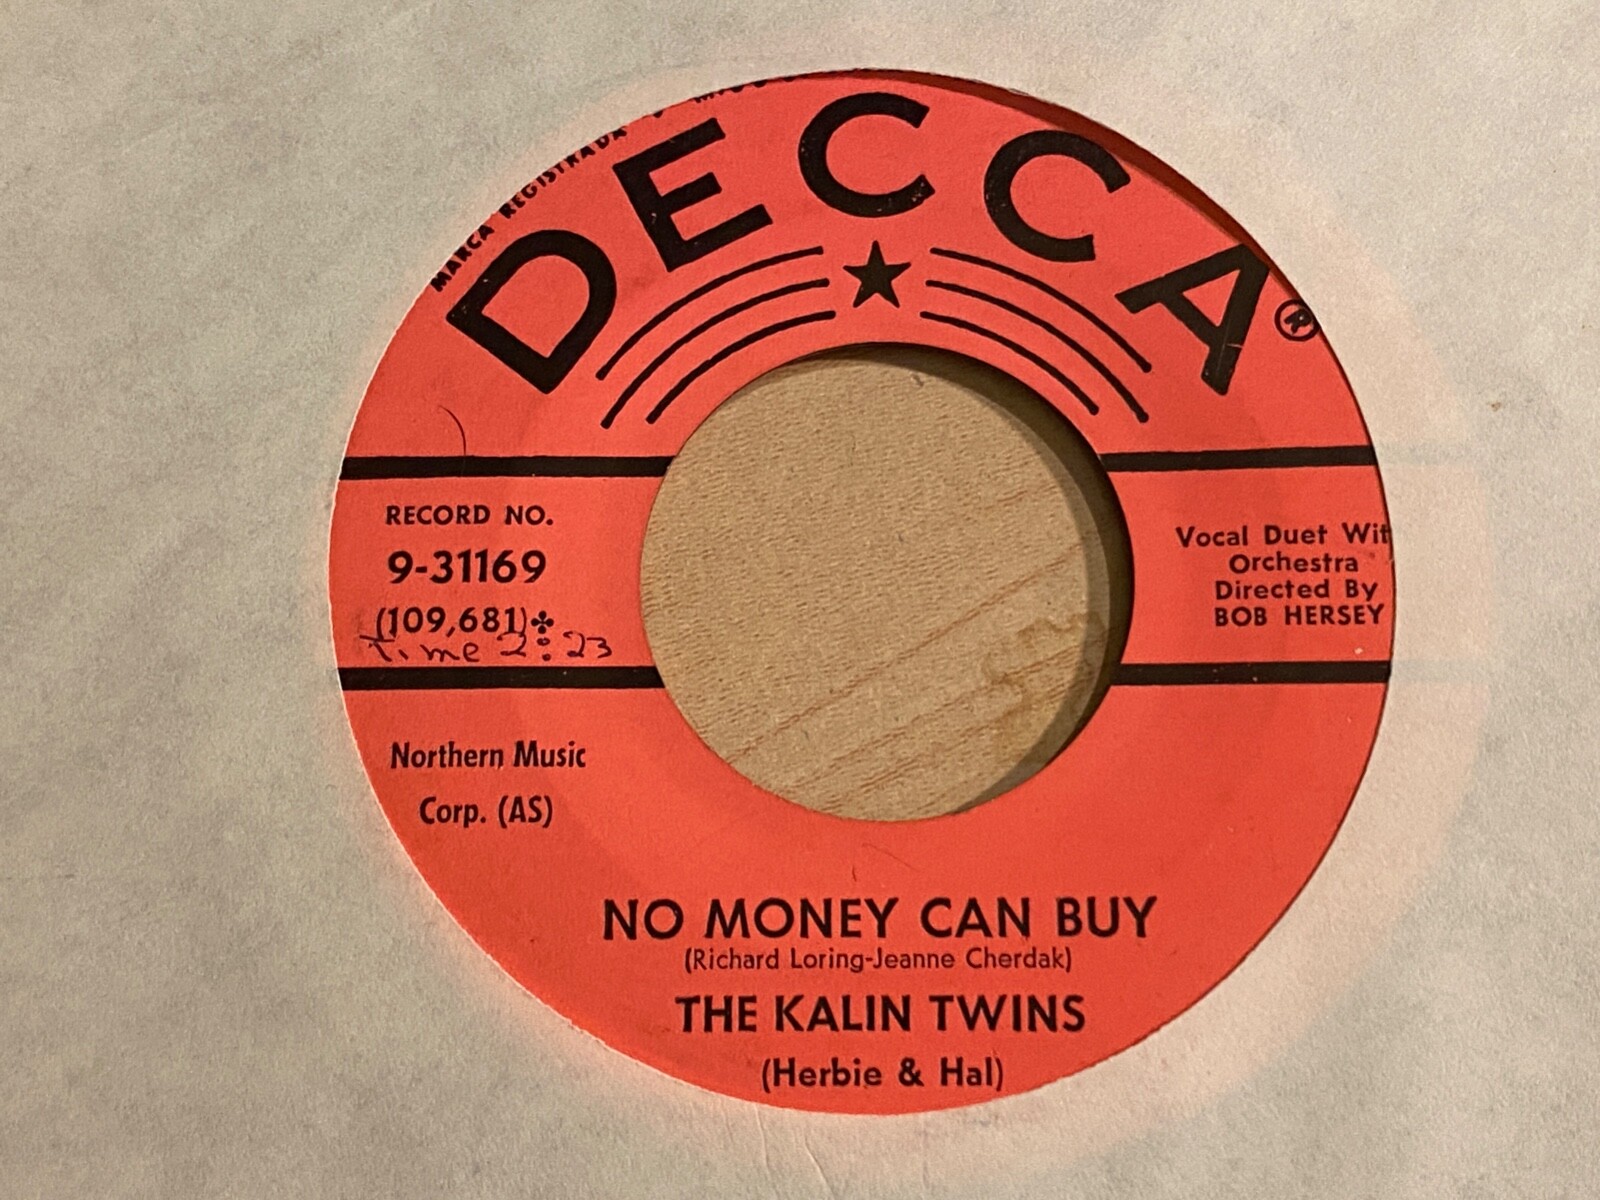 MARCA REGISTRADA
DECCA®
RECORD NO.
9-31169
(109,681)✤
Time 2:23
Vocal Duet Wit
Orchestra
Directed By
BOB HERSEY
Northern Music
Corp. (AS)
NO MONEY CAN BUY
(Richard Loring-Jeanne Cherdak)
THE KALIN TWINS
(Herbie & Hal)